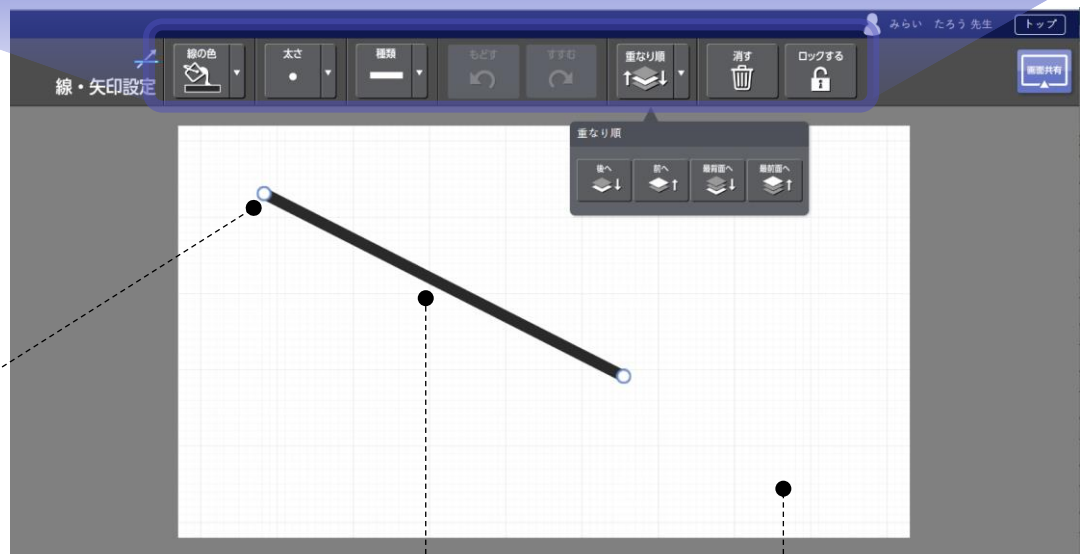 みらい たろう 先生
トップ
線・矢印設定
線の色
太さ
種類
もどす
すすむ
重なり順
消す
ロックする
画面共有
重なり順
後へ
前へ
最背面へ
最前面へ